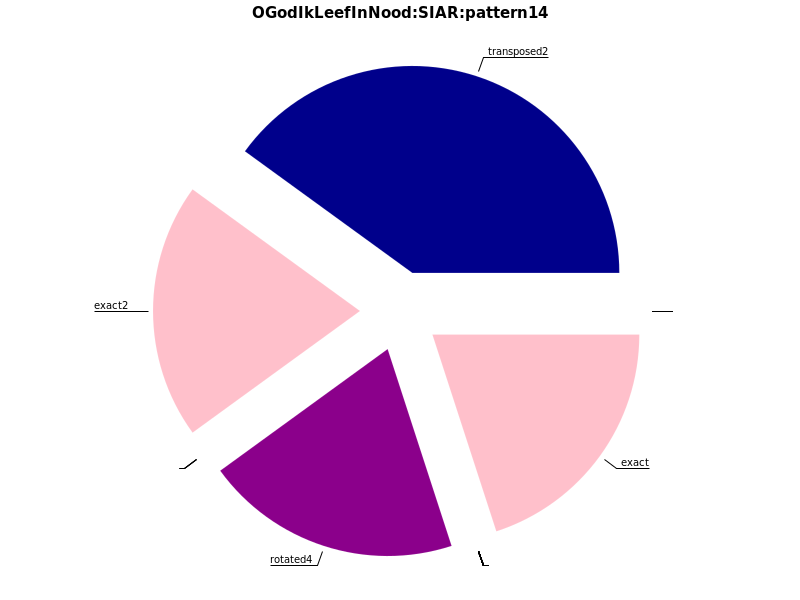 OGodIkLeefInNood:SIAR:pattern14
transposed2
exact2
exact
rotated4